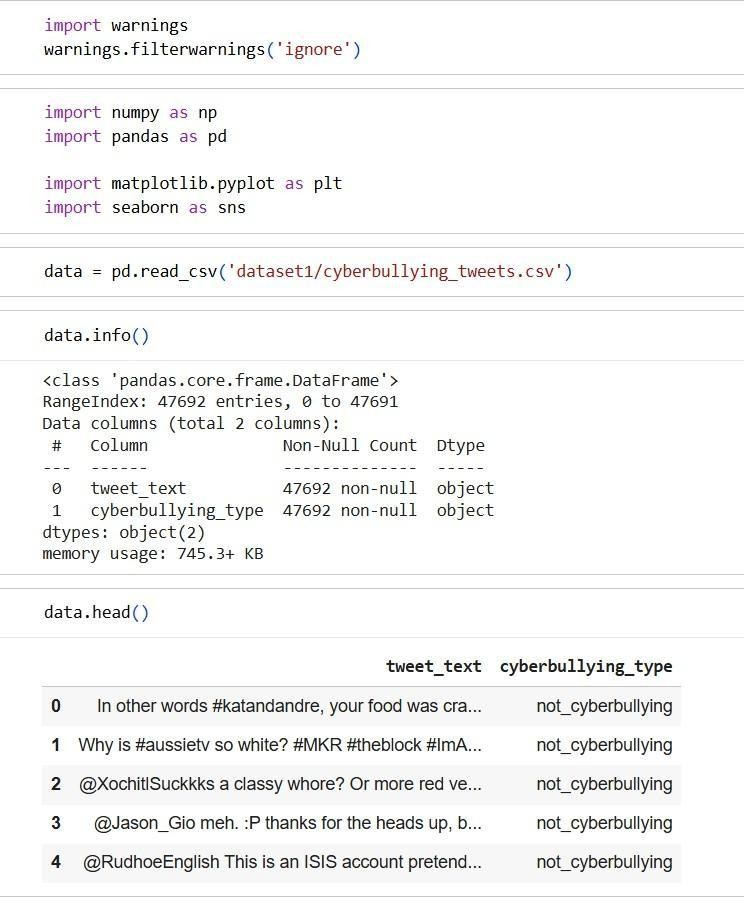 import warnings
warnings.filterwarnings('ignore')
import numpy as np
import pandas as pd
import matplotlib.pyplot as plt
import seaborn as sns
data = pd.read_csv('dataset1/cyberbullying_tweets.csv')
data.info()
<class 'pandas.core.frame.DataFrame'>
RangeIndex: 47692 entries, 0 to 47691
Data columns (total 2 columns):
 #   Column              Non-Null Count  Dtype
---  ------              --------------  -----
 0   tweet_text          47692 non-null  object
 1   cyberbullying_type  47692 non-null  object
dtypes: object(2)
memory usage: 745.3+ KB
data.head()
tweet_text cyberbullying_type
0 In other words #katandandre, your food was cra... not_cyberbullying
1 Why is #aussietv so white? #MKR #theblock #ImA... not_cyberbullying
2 @XochitlSuckkks a classy whore? Or more red ve... not_cyberbullying
3 @Jason_Gio meh. :P thanks for the heads up, b... not_cyberbullying
4 @RudhoeEnglish This is an ISIS account pretend... not_cyberbullying